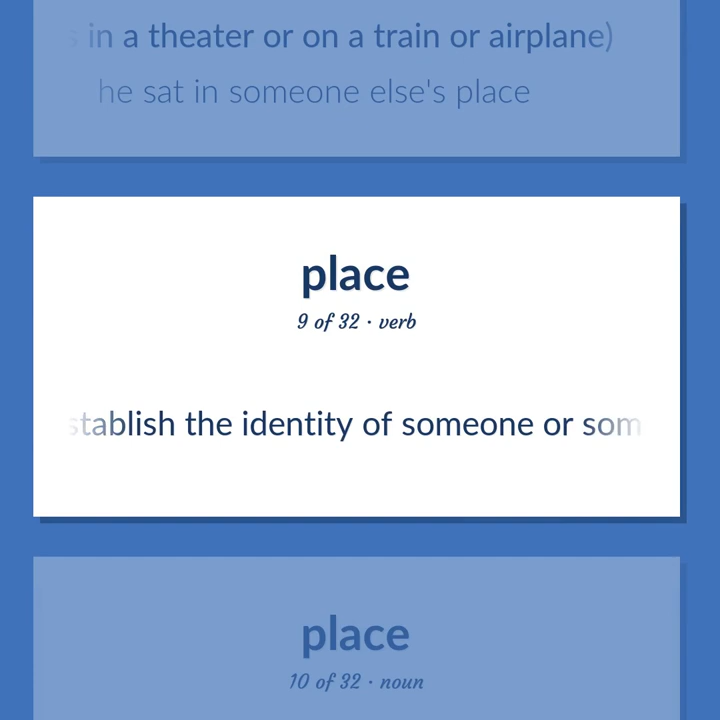 in a theater or on a train or airplane)
he sat in someone else's place
place
9 of 32 · verb
stablish the identity of someone or som
place
10 of 32 · noun